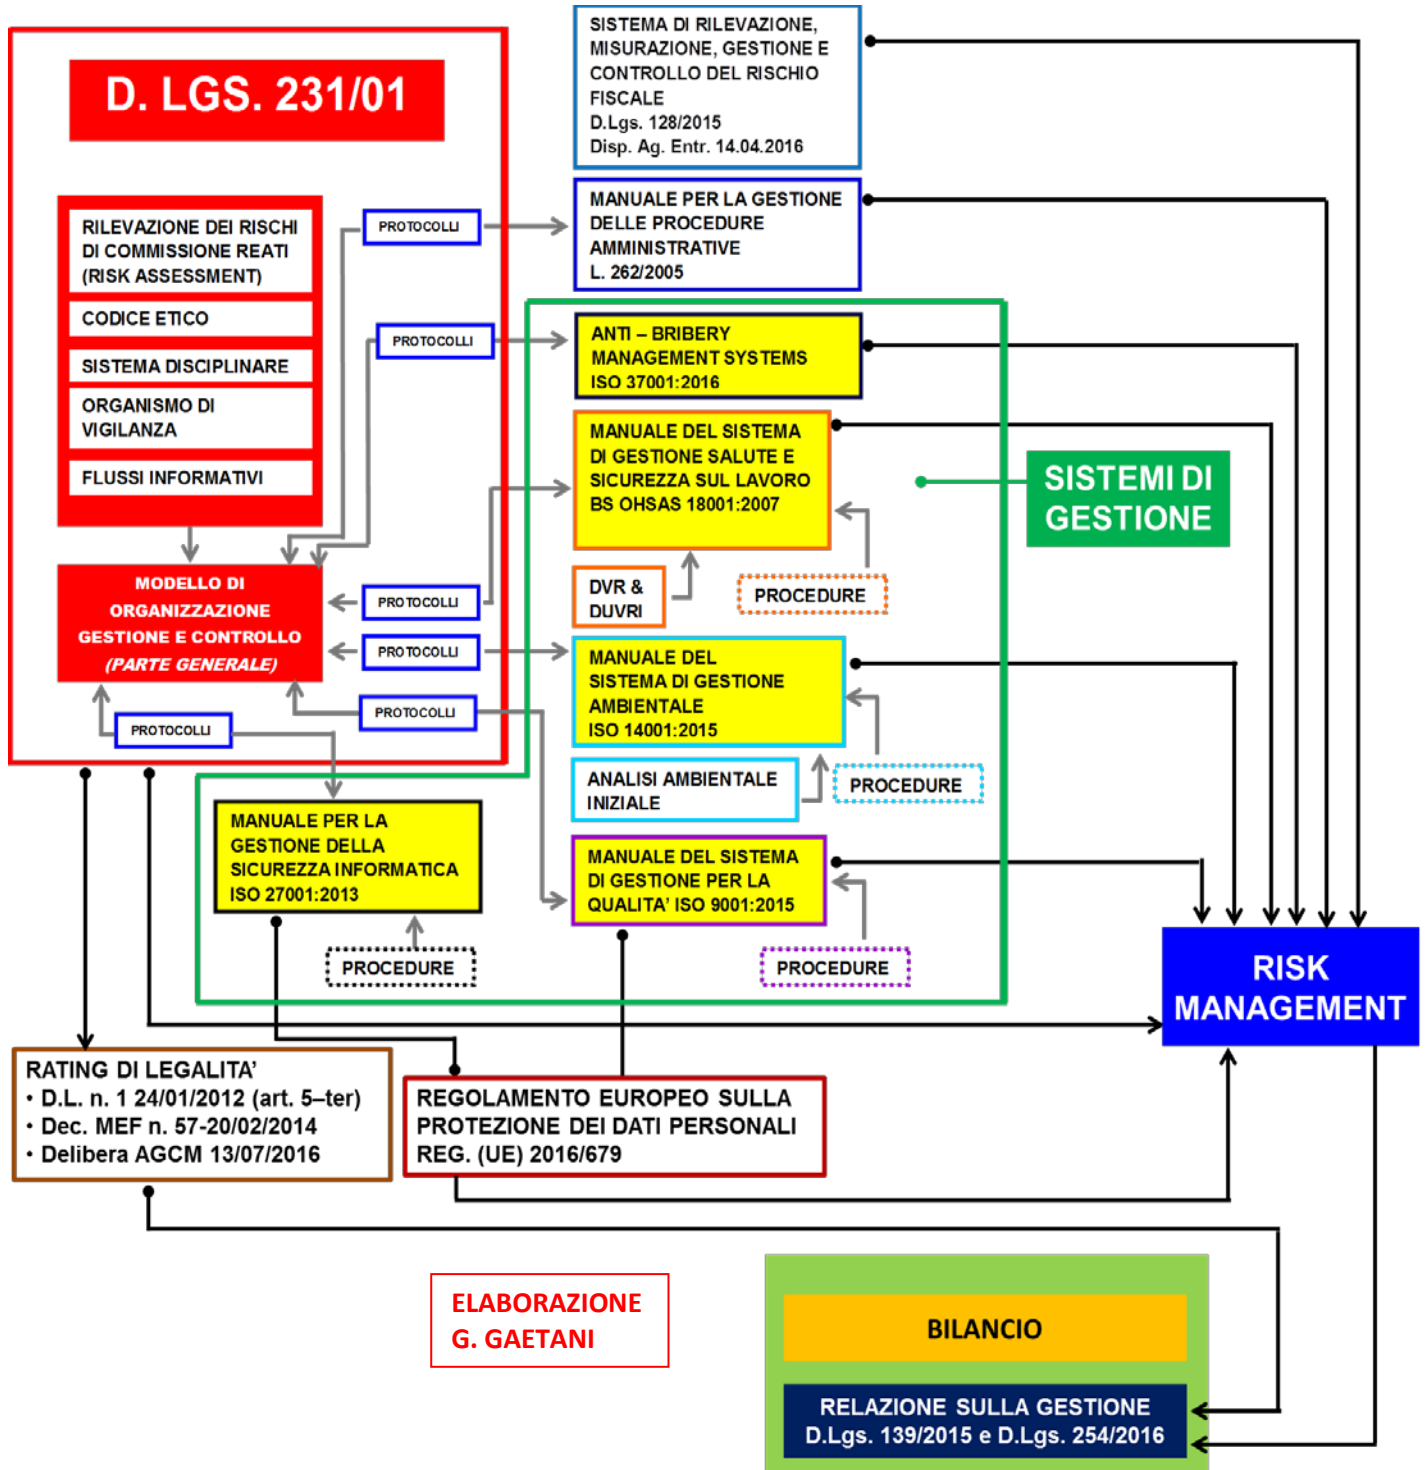 D. LGS. 231/01
RILEVAZIONE DEI RISCHI
DI COMMISSIONE REATI
(RISK ASSESSMENT)
CODICE ETICO
SISTEMA DISCIPLINARE
ORGANISMO DI
VIGILANZA
FLUSSI INFORMATIVI
MODELLO DI
ORGANIZZAZIONE
GESTIONE E CONTROLLO
(PARTE GENERALE)
PROTOCOLLI
PROTOCOLLI
PROTOCOLLI
PROTOCOLLI
PROTOCOLLI
PROTOCOLLI
SISTEMA DI RILEVAZIONE,
MISURAZIONE, GESTIONE E
CONTROLLO DEL RISCHIO
FISCALE
D.Lgs. 128/2015
Disp. Ag. Entr. 14.04.2016
MANUALE PER LA GESTIONE
DELLE PROCEDURE
AMMINISTRATIVE
L. 262/2005
ANTI – BRIBERY
MANAGEMENT SYSTEMS
ISO 37001:2016
MANUALE DEL SISTEMA
DI GESTIONE SALUTE E
SICUREZZA SUL LAVORO
BS OHSAS 18001:2007
DVR &
DUVRI
PROCEDURE
SISTEMI DI
GESTIONE
MANUALE DEL
SISTEMA DI GESTIONE
AMBIENTALE
ISO 14001:2015
ANALISI AMBIENTALE
INIZIALE
PROCEDURE
MANUALE PER LA
GESTIONE DELLA
SICUREZZA INFORMATICA
ISO 27001:2013
PROCEDURE
MANUALE DEL SISTEMA
DI GESTIONE PER LA
QUALITA' ISO 9001:2015
PROCEDURE
RISK
MANAGEMENT
RATING DI LEGALITA'
• D.L. n. 1 24/01/2012 (art. 5–ter)
• Dec. MEF n. 57-20/02/2014
• Delibera AGCM 13/07/2016
REGOLAMENTO EUROPEO SULLA
PROTEZIONE DEI DATI PERSONALI
REG. (UE) 2016/679
ELABORAZIONE
G. GAETANI
BILANCIO
RELAZIONE SULLA GESTIONE
D.Lgs. 139/2015 e D.Lgs. 254/2016